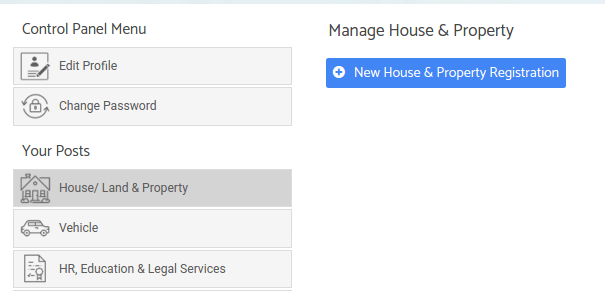 Control Panel Menu
Edit Profile
Change Password
Your Posts
House/ Land & Property
Vehicle
HR, Education & Legal Services
Manage House & Property
New House & Property Registration